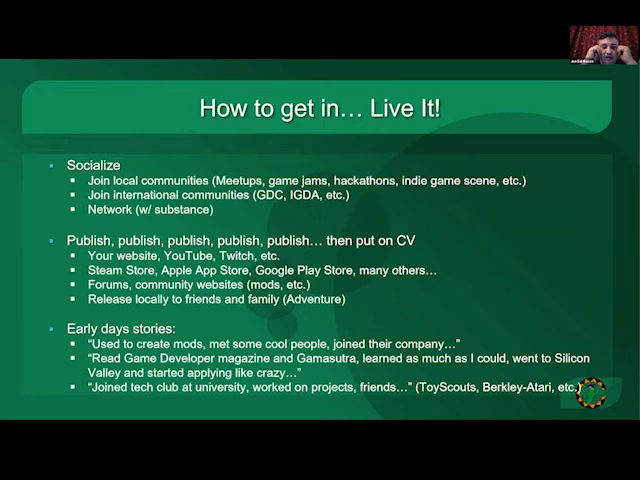 How to get in… Live It!
Socialize
Join local communities (Meetups, game jams, hackathons, indie game scene, etc.)
Join international communities (GDC, IGDA, etc.)
Network (w/ substance)
Publish, publish, publish, publish, publish… then put on CV
Your website, YouTube, Twitch, etc.
Steam Store, Apple App Store, Google Play Store, many others…
Forums, community websites (mods, etc.)
Release locally to friends and family (Adventure)
Early days stories:
“Used to create mods, met some cool people, joined their company…”
“Read Game Developer magazine and Gamasutra, learned as much as I could, went to Silicon
Valley and started applying like crazy…”
“Joined tech club at university, worked on projects, friends…” (ToyScouts, Berkley-Atari, etc.)